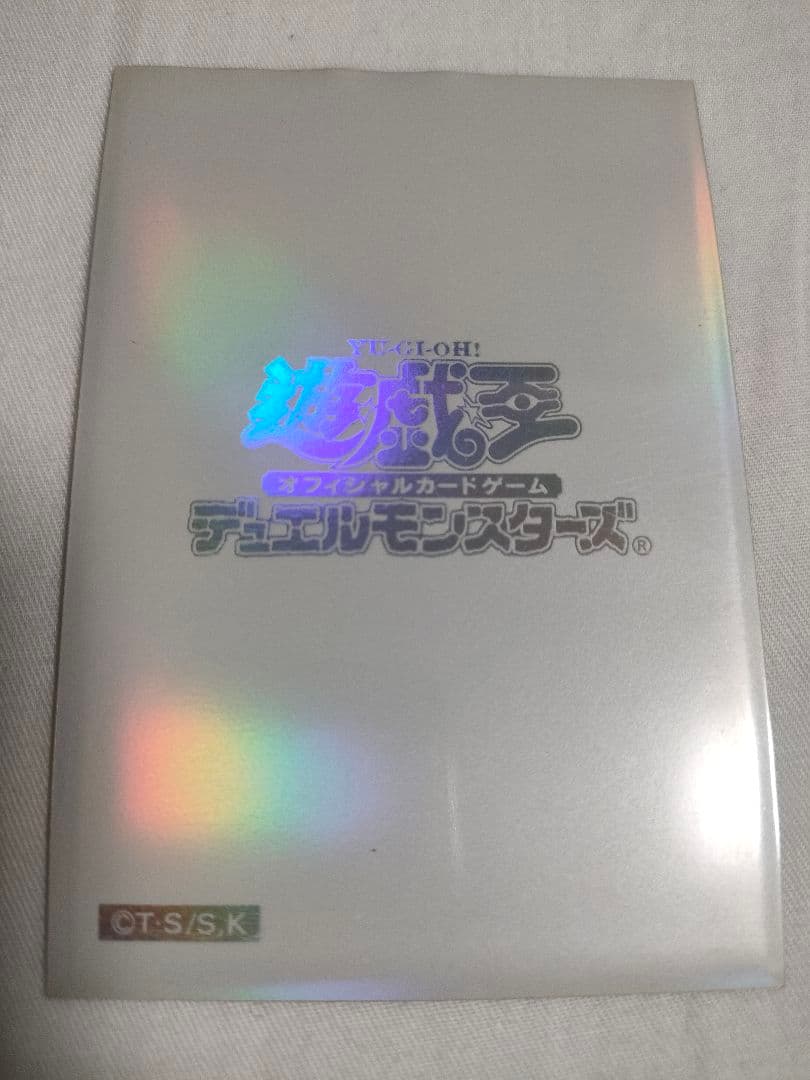 YU-GI-OH!
遊戯王
オフィシャルカードゲーム
デュエルモンスターズ®
©T・S/S,K